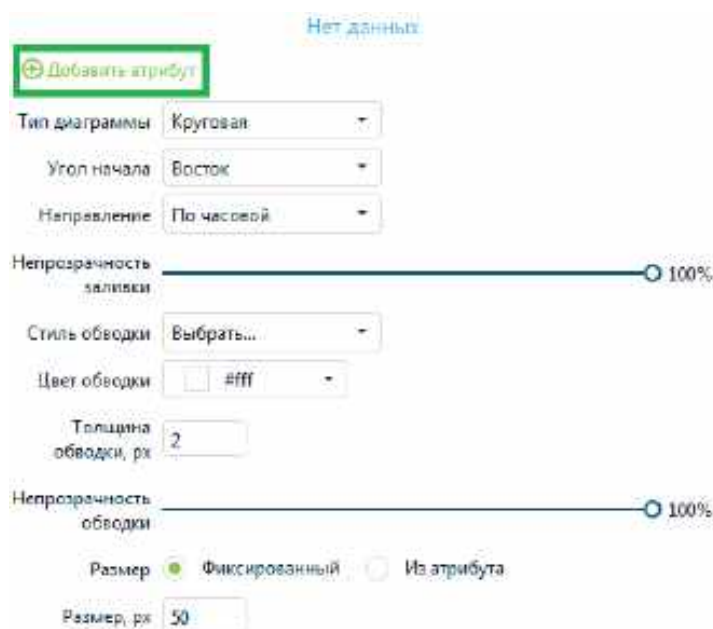 Нет данных
Добавить атрибут
Тип диаграммы Круговая
Угол начала Восток
Направление По часовой
Непрозрачность
заливки 100%
Стиль обводки Выбрать...
Цвет обводки #fff
Толщина
обводки, px 2
Непрозрачность
обводки 100%
Размер Фиксированный Из атрибута
Размер, px 50